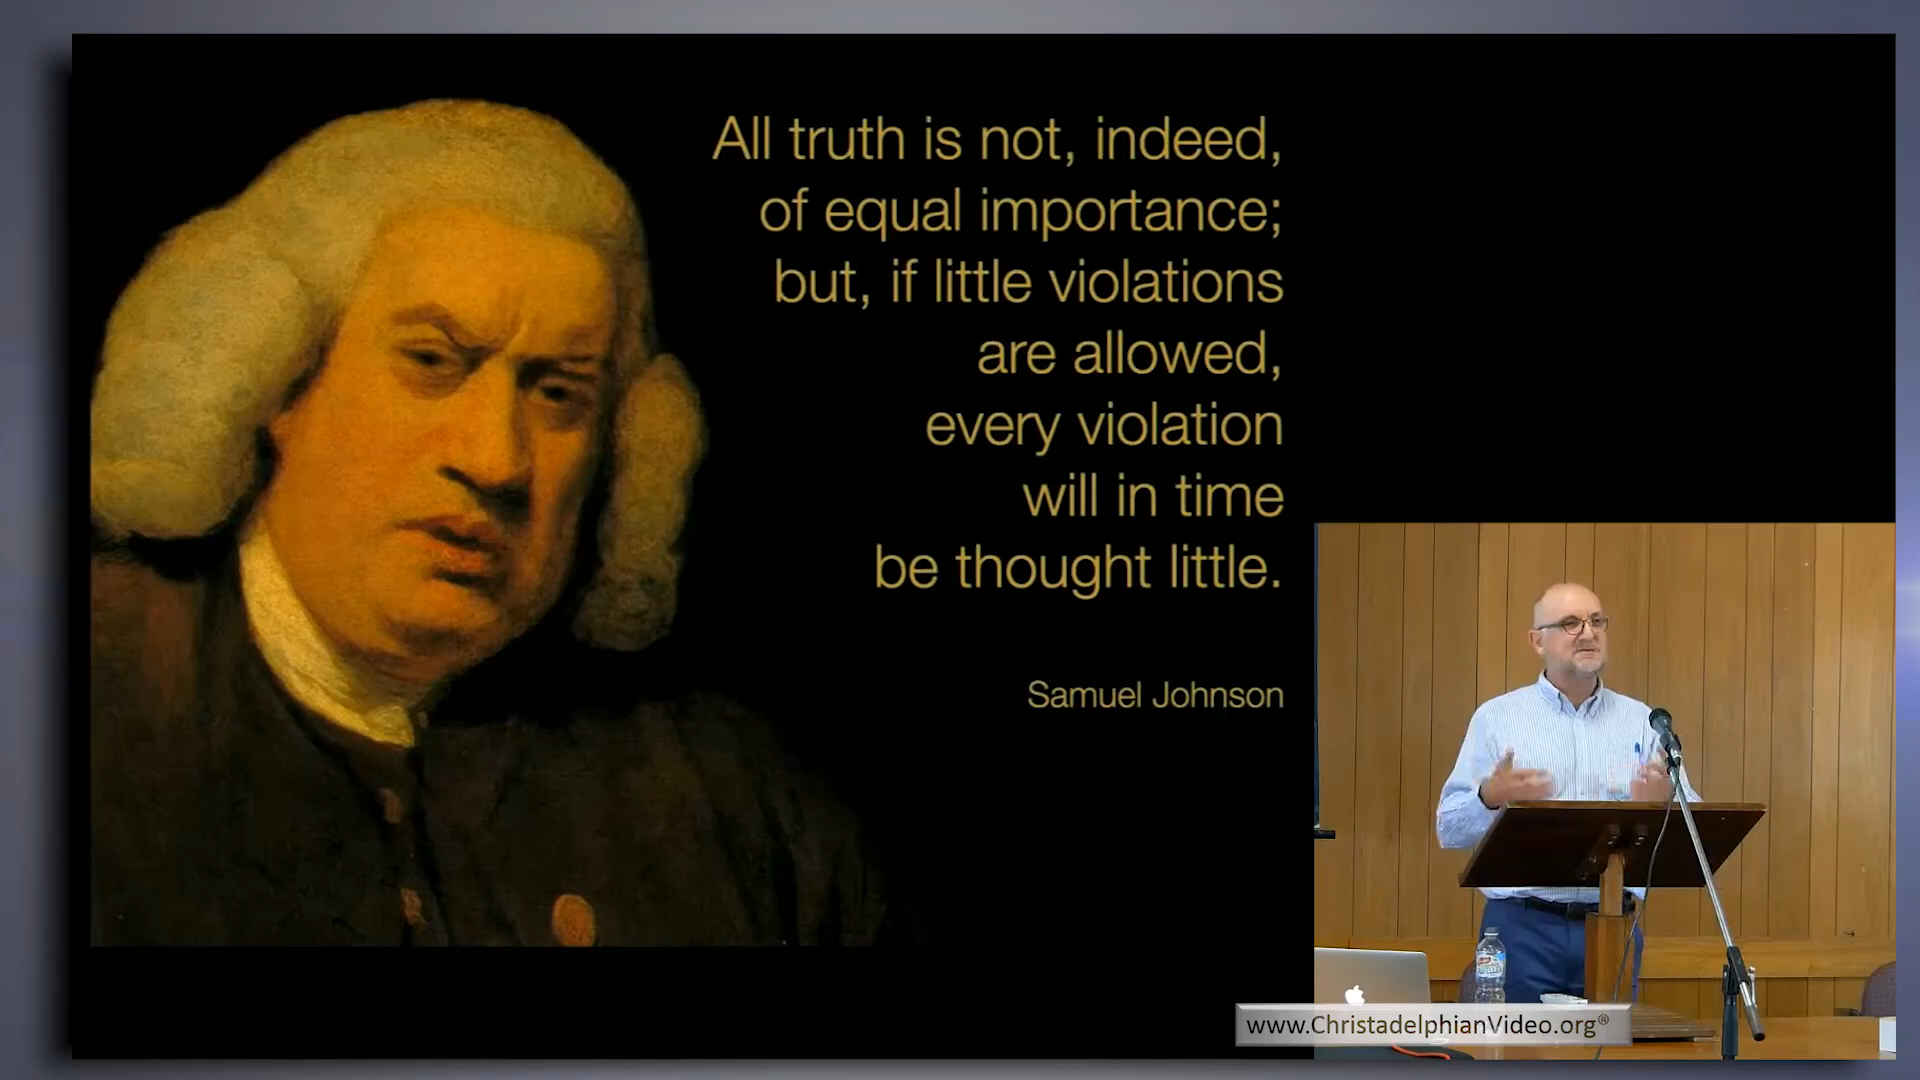 All truth is not, indeed,
of equal importance;
but, if little violations
are allowed,
every violation
will in time
be thought little.
Samuel Johnson
www.ChristadelphianVideo.org®